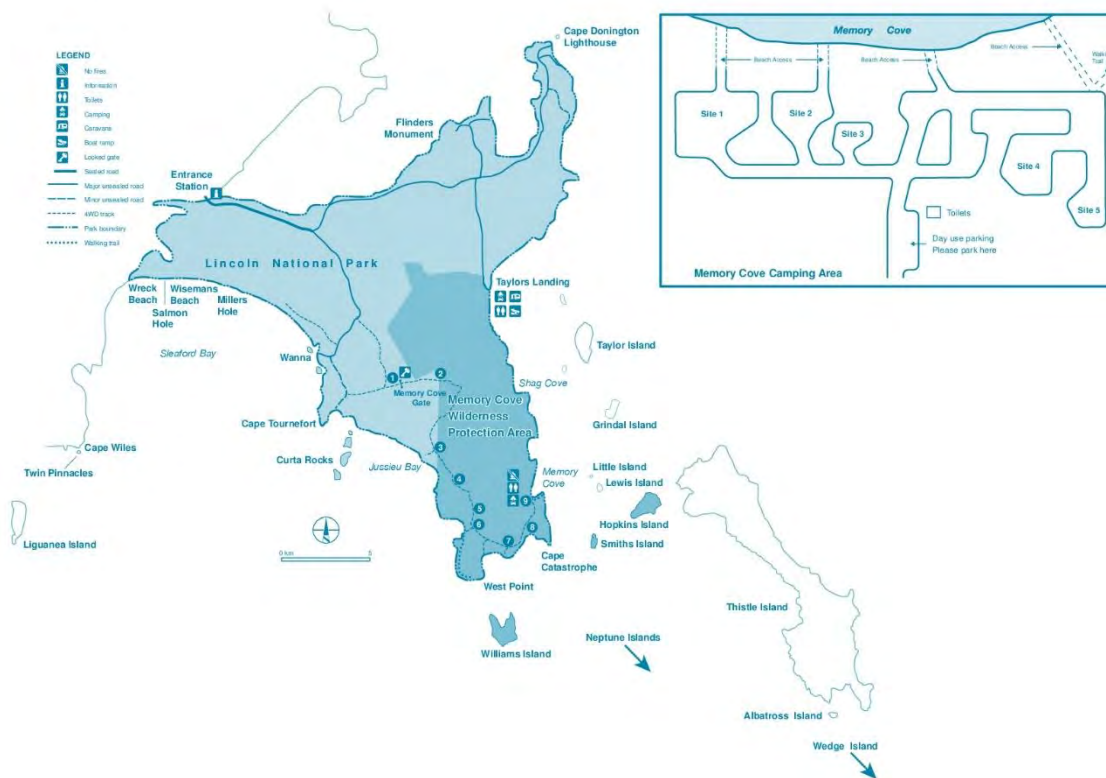 LEGEND
No fires
Information
Toilets
Camping
Caravans
Boat ramp
Locked gate
Sealed road
Major unsealed road
Minor unsealed road
4WD track
Park boundary
Walking trail
Cape Donington
Lighthouse
Flinders
Monument
Entrance
Station
Lincoln National Park
Wreck
Beach
Wisemans
Beach
Salmon
Hole
Millers
Hole
Sleaford Bay
Taylors Landing
Taylor Island
Wanna
Shag Cove
1
2
Memory Cove
Gate
Memory Cove
Wilderness
Protection Area
Grindal Island
Cape Tournefort
Cape Wiles
Twin Pinnacles
Curta Rocks
Jussieu Bay
3
4
5
6
7
8
9
Memory
Cove
Little Island
Lewis Island
Hopkins Island
Smiths Island
Liguanea Island
0 km
5
Cape
Catastrophe
West Point
Williams Island
Neptune Islands
Thistle Island
Albatross Island
Wedge Island
Memory Cove
Beach Access
Beach Access
Beach Access
Trail
Site 1
Site 2
Site 3
Site 4
Site 5
Toilets
Day use parking
Please park here
Memory Cove Camping Area